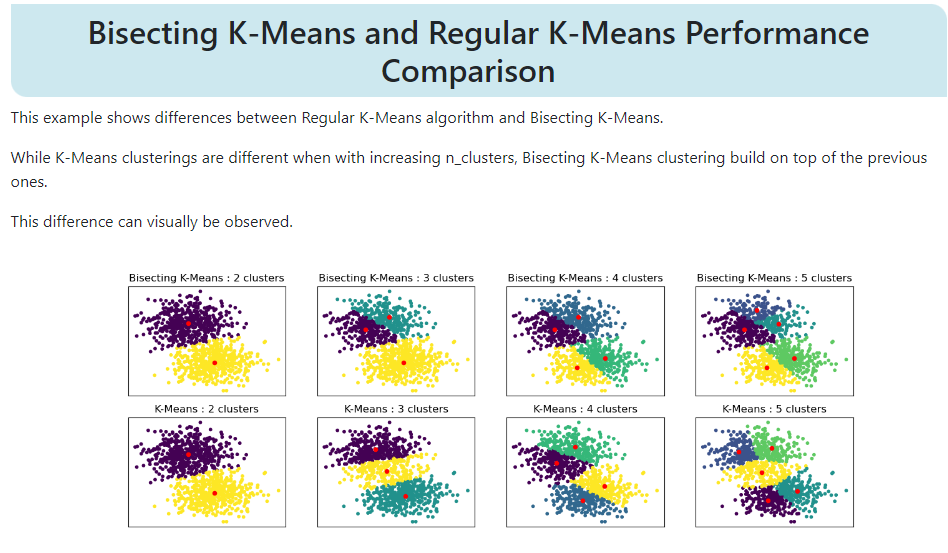 Bisecting K-Means and Regular K-Means Performance
Comparison
This example shows differences between Regular K-Means algorithm and Bisecting K-Means.
While K-Means clusterings are different when with increasing n_clusters, Bisecting K-Means clustering build on top of the previous
ones.
This difference can visually be observed.
Bisecting K-Means : 2 clusters
Bisecting K-Means : 3 clusters
Bisecting K-Means : 4 clusters
Bisecting K-Means : 5 clusters
K-Means : 2 clusters
K-Means : 3 clusters
K-Means : 4 clusters
K-Means : 5 clusters